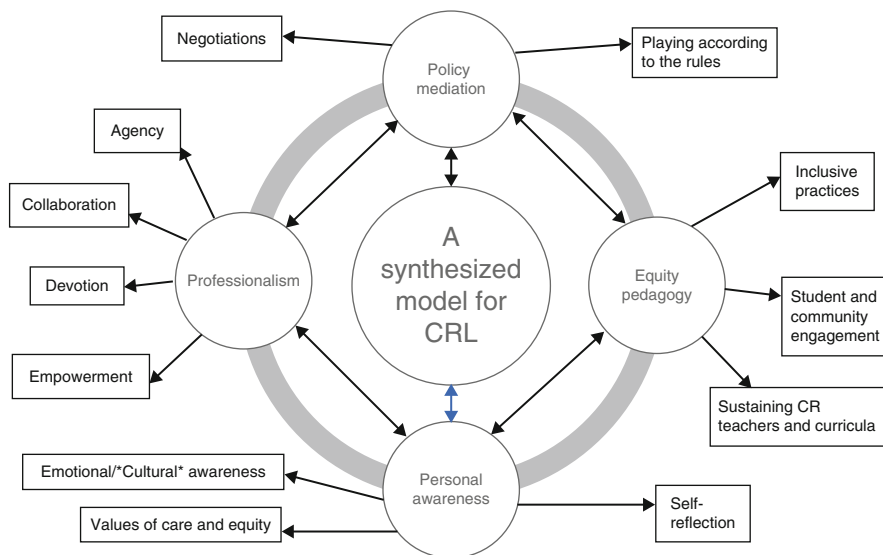 Negotiations
Policy
mediation
Playing according
to the rules
Agency
Collaboration
Devotion
Empowerment
Professionalism
A
synthesized
model for
CRL
Equity
pedagogy
Inclusive
practices
Student and
community
engagement
Sustaining CR
teachers and curricula
Emotional/*Cultural* awareness
Values of care and equity
Personal
awareness
Self-
reflection